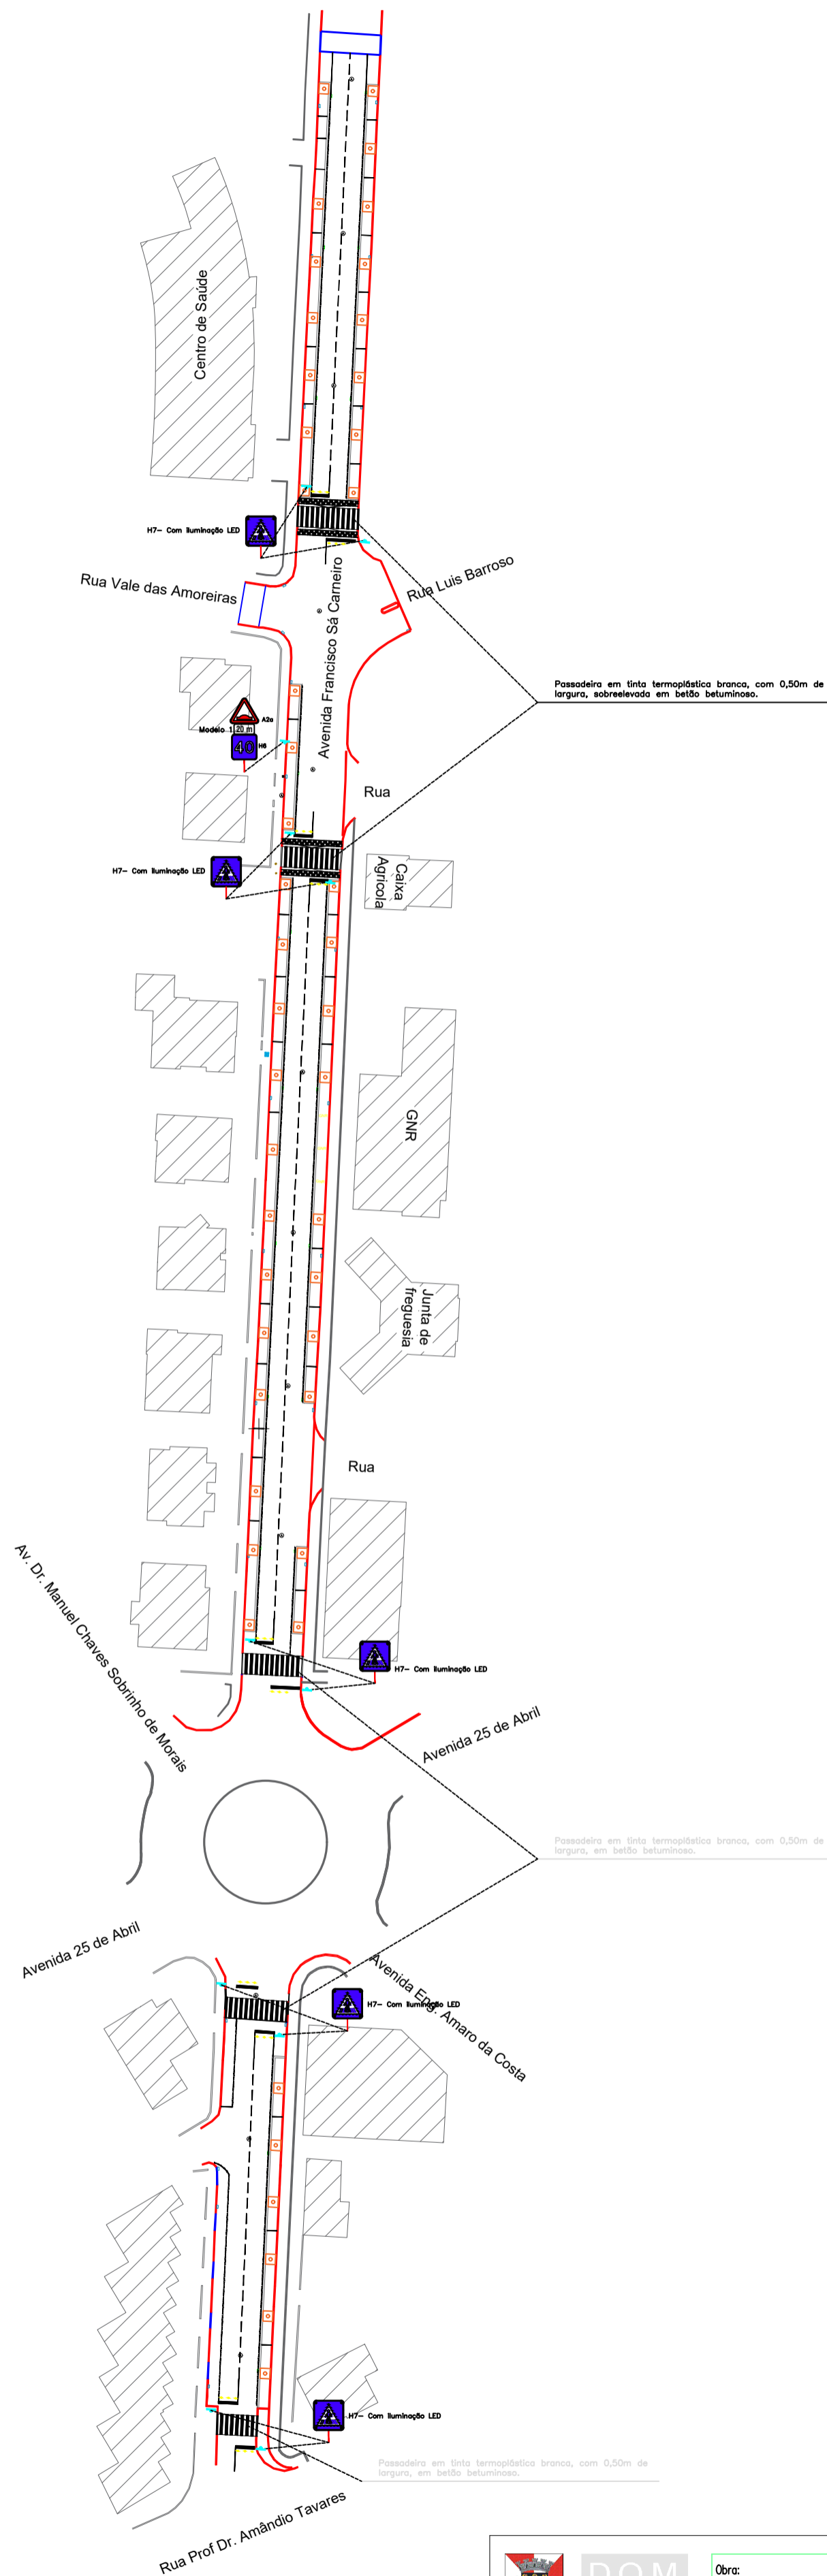 Centro de Saúde
H7- Com Iluminação LED
Rua Vale das Amoreiras
Avenida Francisco Sá Carneiro
Rua Luis Barroso
Passadeira em tinta termoplástica branca, com 0,50m de
largura, sobreelevada em betão betuminoso.
A2a
Modelo 1
20 m
40
H6
Rua
H7- Com Iluminação LED
Caixa
Agricola
GNR
Junta de
freguesia
Rua
Av. Dr. Manuel Chaves Sobrinho de Morais
H7- Com Iluminação LED
Avenida 25 de Abril
Passadeira em tinta termoplástica branca, com 0,50m de
largura, em betão betuminoso.
Avenida 25 de Abril
Avenida Eng. Amaro da Costa
H7- Com Iluminação LED
H7- Com Iluminação LED
Passadeira em tinta termoplástica branca, com 0,50m de
largura, em betão betuminoso.
Rua Prof Dr. Amândio Tavares
DOM
Obra: